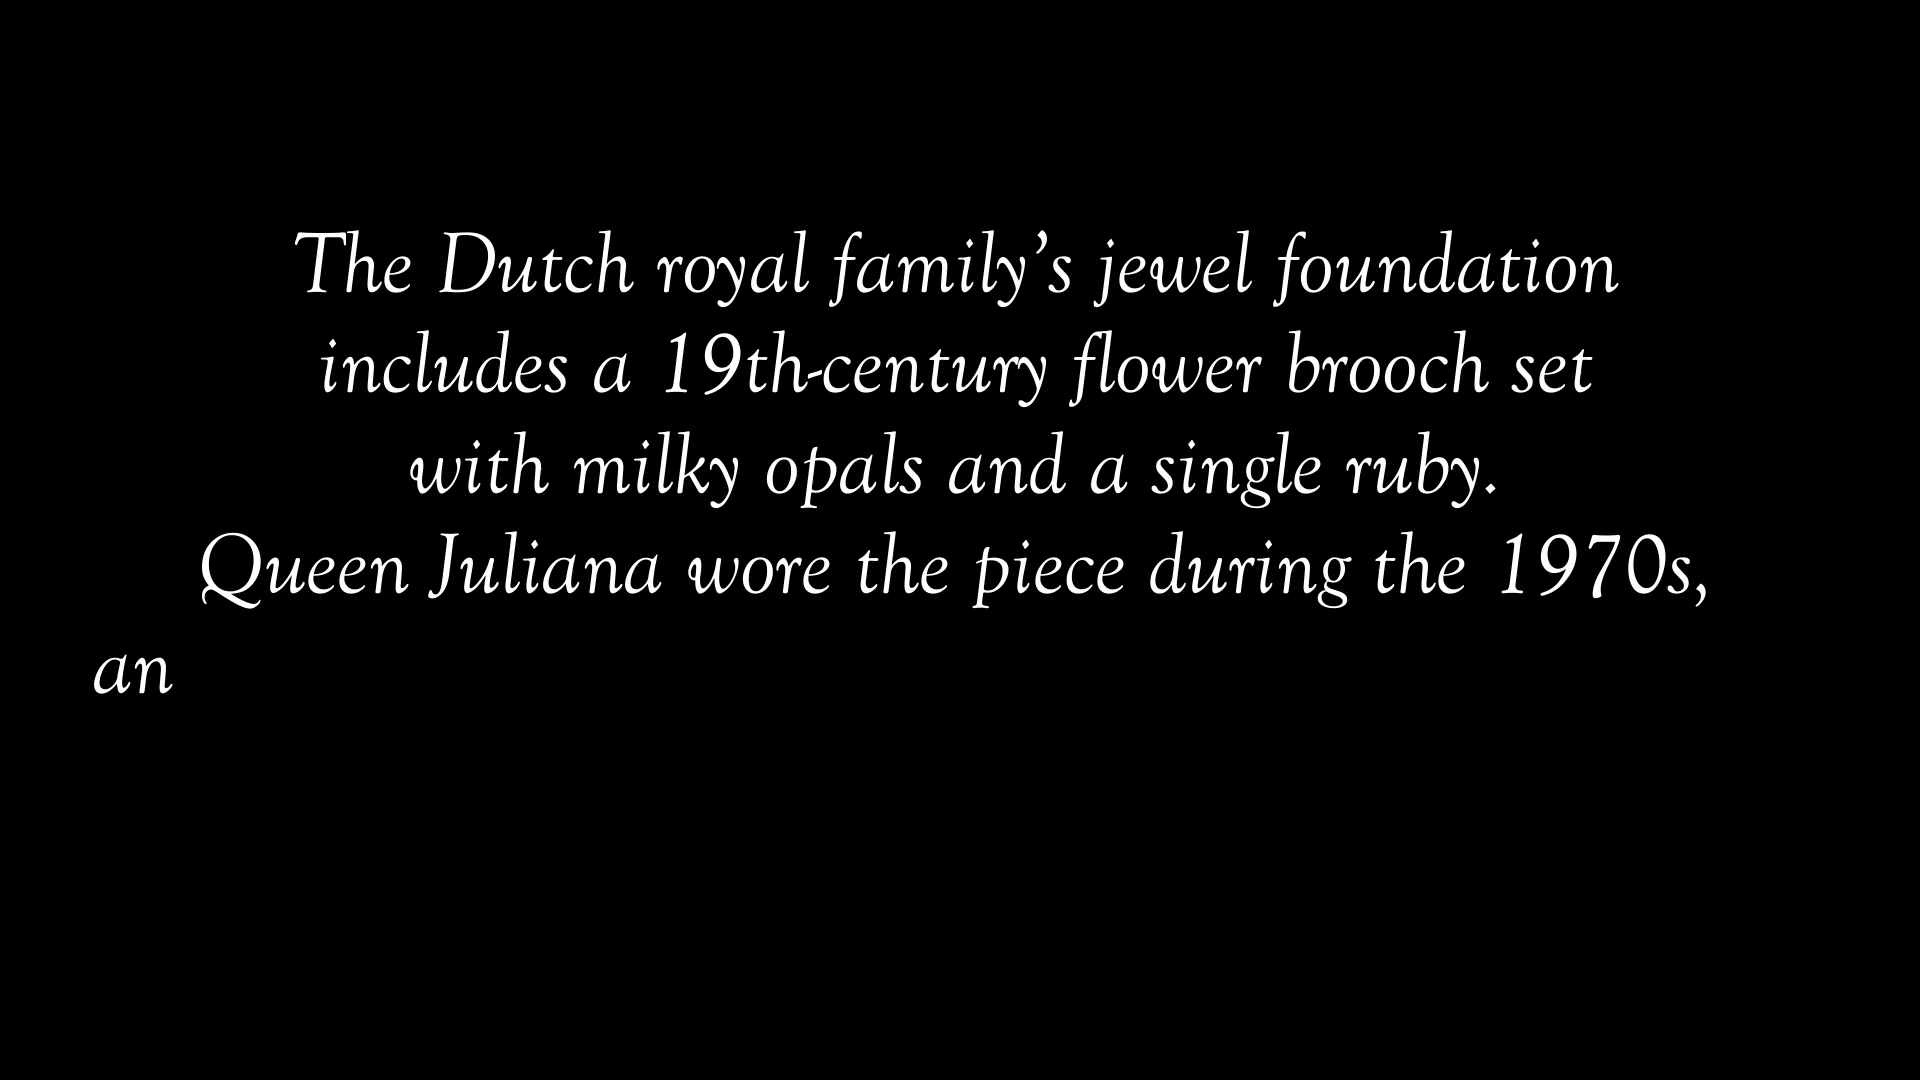 The Dutch royal family’s jewel foundation
includes a 19th-century flower brooch set
with milky opals and a single ruby.
Queen Juliana wore the piece during the 1970s,
an